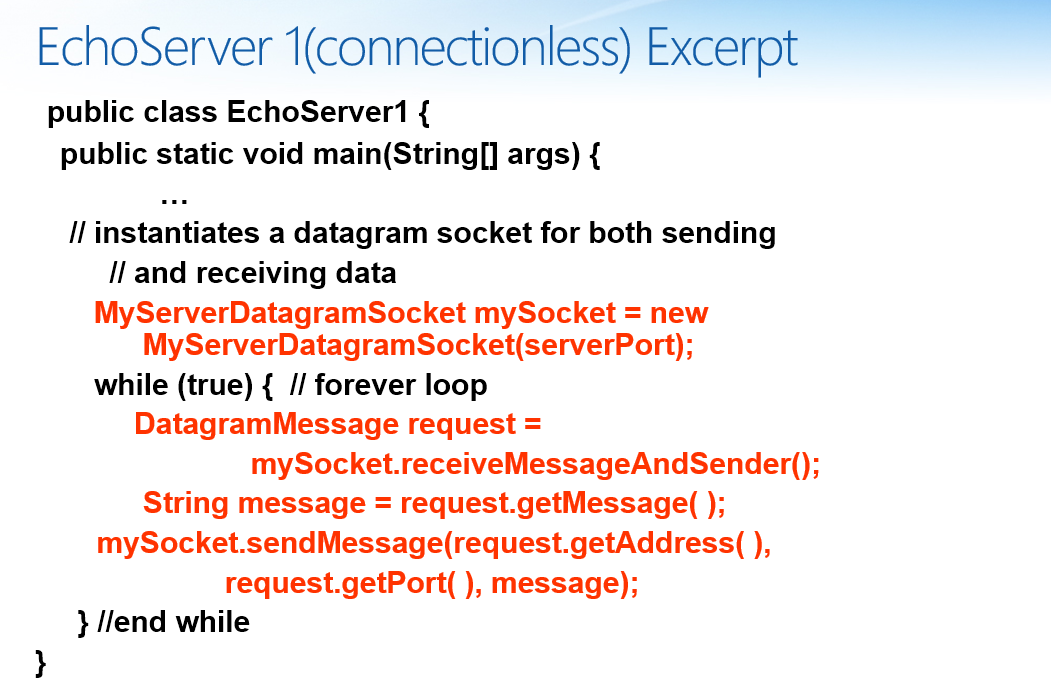 EchoServer 1(connectionless) Excerpt
public class EchoServer1 {
public static void main(String[] args) {
…
// instantiates a datagram socket for both sending
// and receiving data
MyServerDatagramSocket mySocket = new
MyServerDatagramSocket(serverPort);
while (true) {  // forever loop
DatagramMessage request =
mySocket.receiveMessageAndSender();
String message = request.getMessage( );
mySocket.sendMessage(request.getAddress( ),
request.getPort( ), message);
} //end while
}